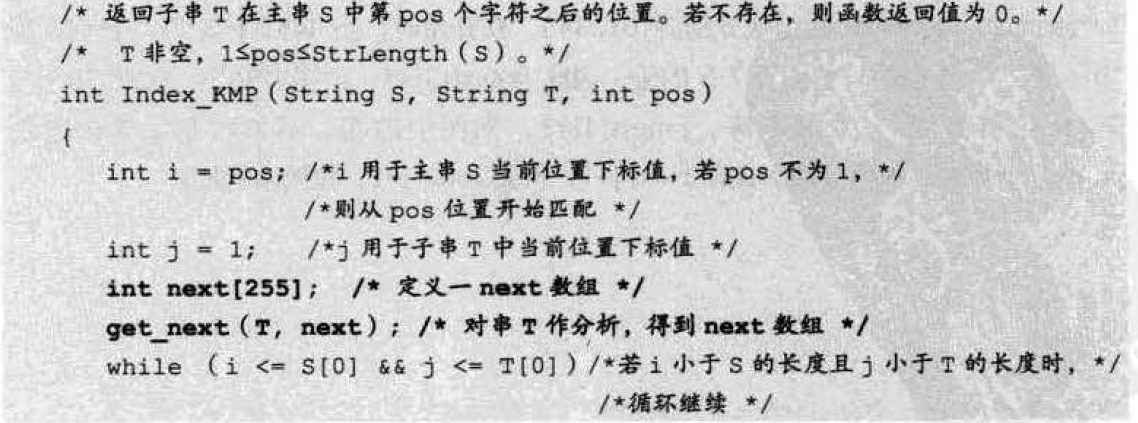 /* 返回子串 T 在主串 S 中第 pos 个字符之后的位置。若不存在，则函数返回值为 0。*/
/* T 非空，1≤pos≤StrLength（S）。*/
int Index_KMP（String S, String T, int pos）
{
int i = pos; /*i 用于主串 S 当前位置下标值，若 pos 不为 1，*/
/*则从 pos 位置开始匹配 */
int j = 1; /*j 用于子串 T 中当前位置下标值 */
int next[255]; /* 定义一 next 数组 */
get_next（T, next）; /* 对串 T 作分析，得到 next 数组 */
while （i <= S[0] && j <= T[0]）/*若 i 小于 S 的长度且 j 小于 T 的长度时，*/
/*循环继续 */